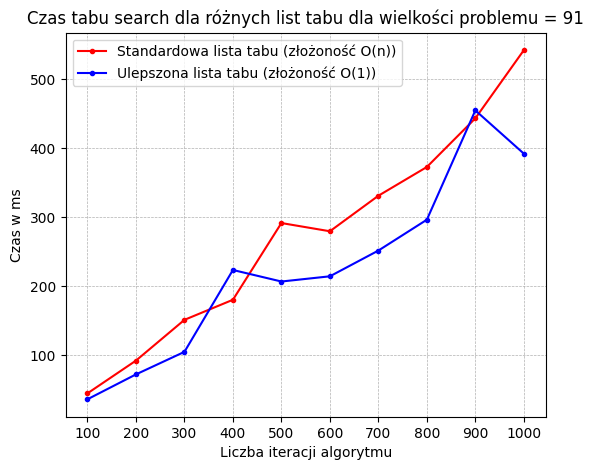 Czas tabu search dla różnych list tabu dla wielkości problemu = 91
Standardowa lista tabu (złożoność O(n))
Ulepszona lista tabu (złożoność O(1))
Czas w ms
500
400
300
200
100
100 200 300 400 500 600 700 800 900 1000
Liczba iteracji algorytmu